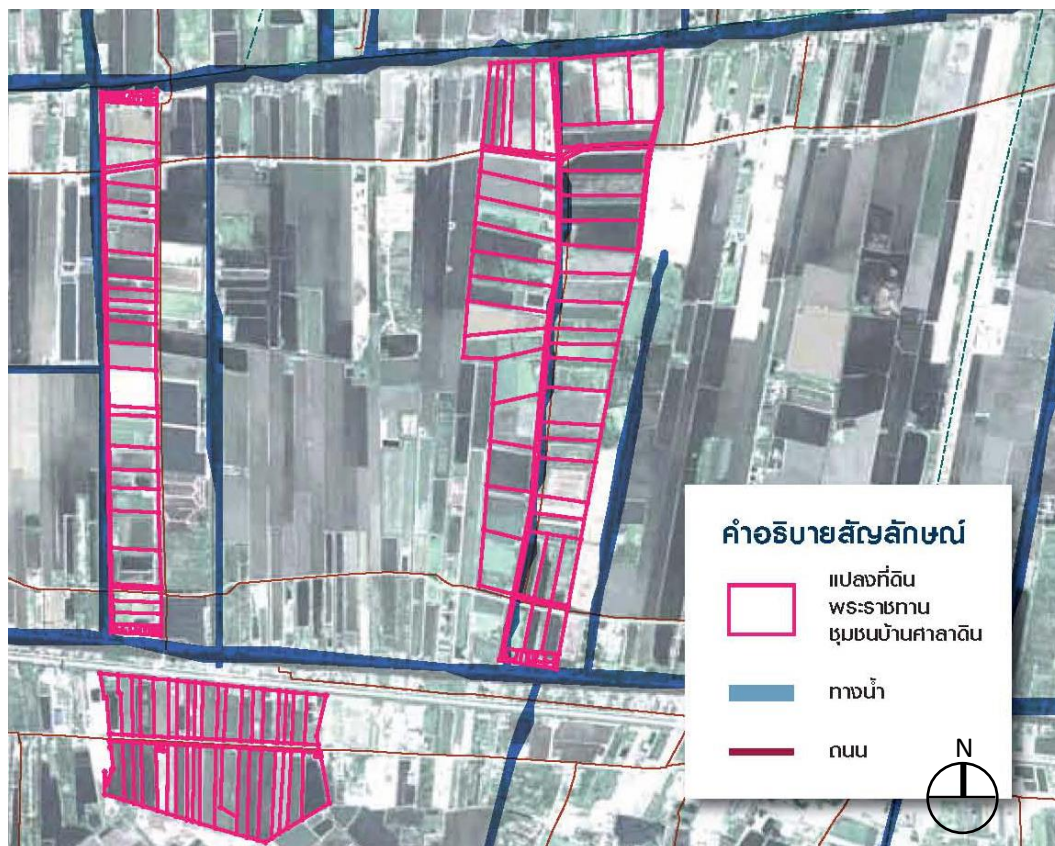 คำอธิบายสัญลักษณ์
แปลงที่ดิน
พระราชทาน
ชุมชนบ้านศาลาดิน
ทางน้ำ
ถนน
N